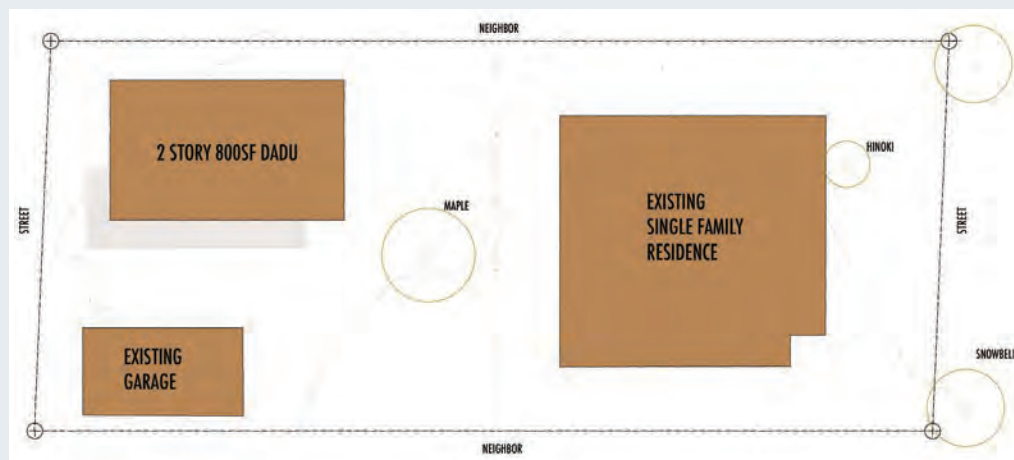 NEIGHBOR
2 STORY 800SF DADU
HINOKI
MAPLE
EXISTING
SINGLE FAMILY
RESIDENCE
STREET
STREET
EXISTING
GARAGE
SNOWBELL
NEIGHBOR